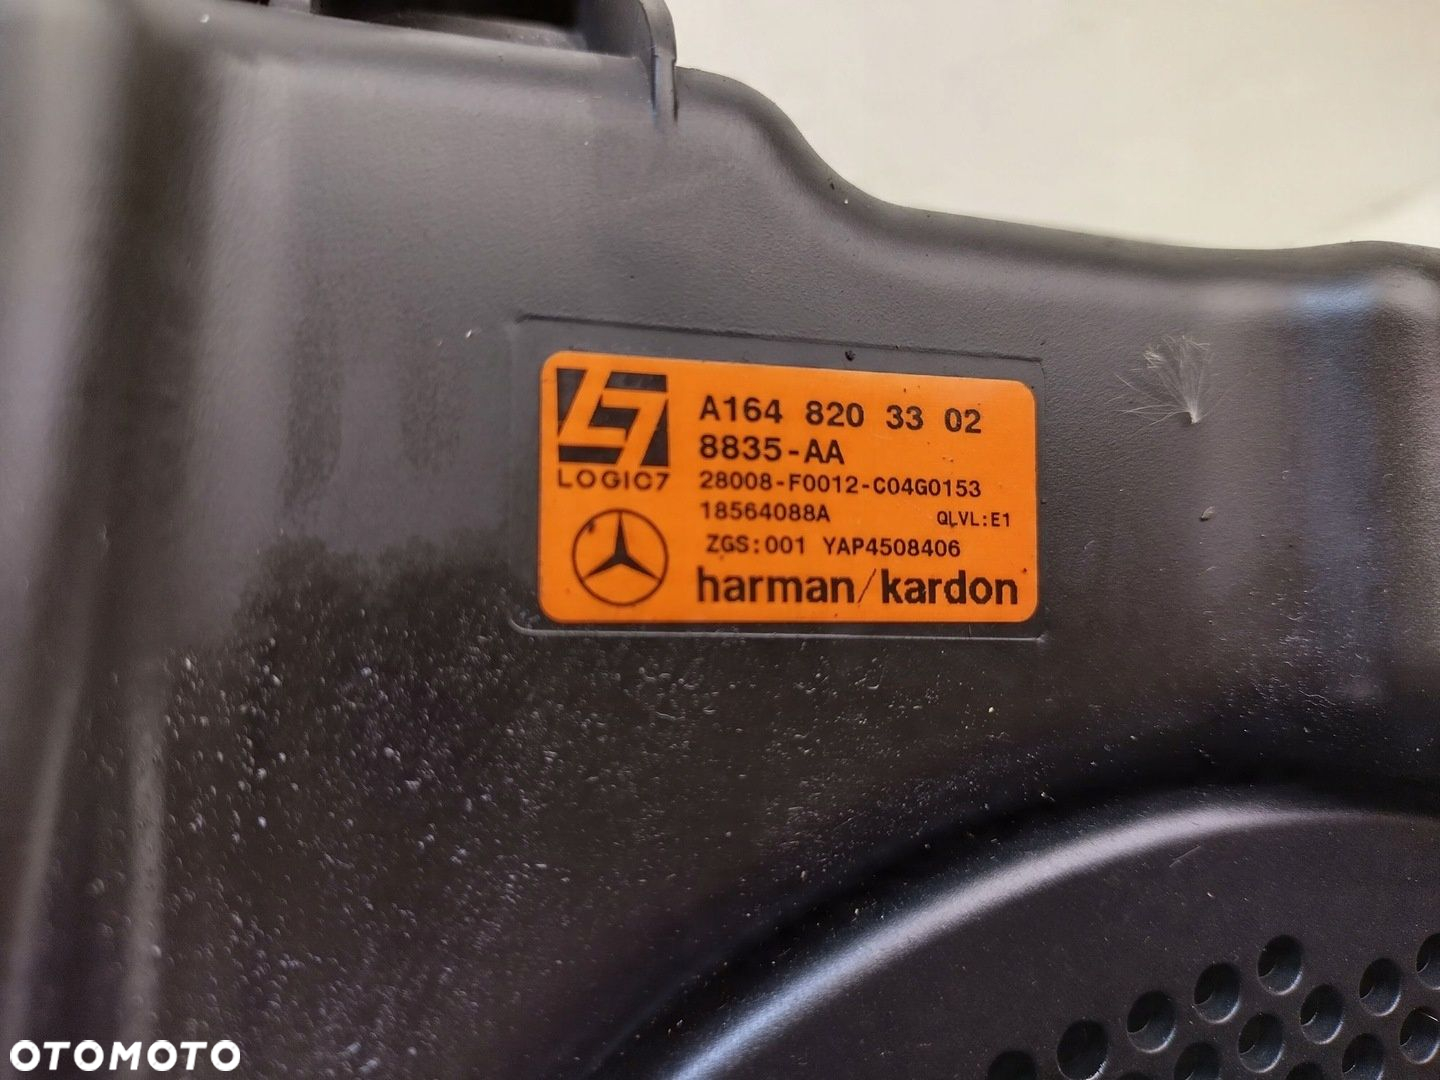 LOGIC7
A164 820 33 02
8835-AA
28008-F0012-C04G0153
18564088A QLVL:E1
ZGS:001 YAP4508406
harman/kardon
OTOMOTO